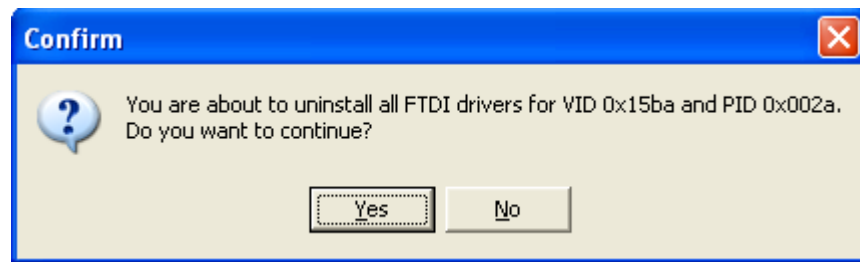 Confirm
You are about to uninstall all FTDI drivers for VID 0x15ba and PID 0x002a.
Do you want to continue?
Yes
No